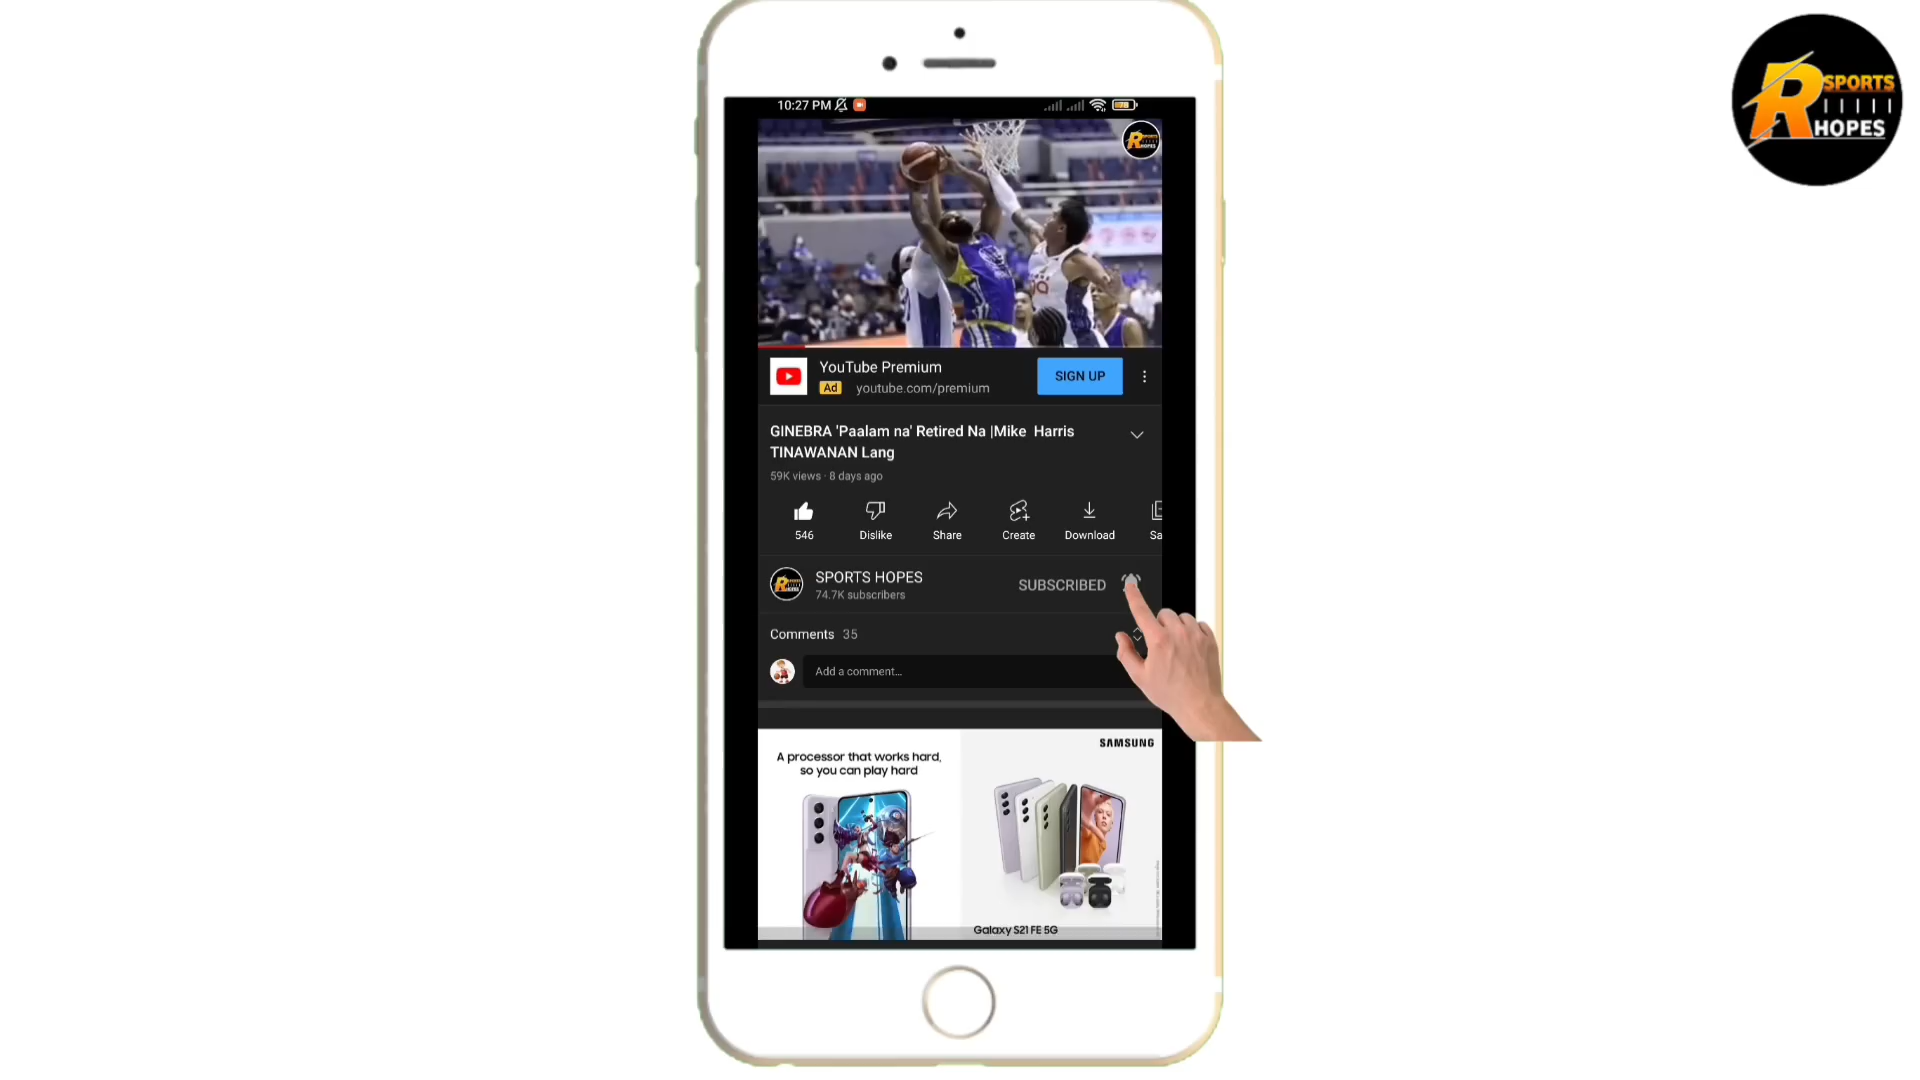 SPORTS
HOPES
10:27 PM
YouTube Premium
Ad youtube.com/premium
SIGN UP
GINEBRA 'Paalam na' Retired Na |Mike Harris
TINAWANAN Lang
59K views · 8 days ago
546
Dislike
Share
Create
Download
Sa
SPORTS HOPES
74.7K subscribers
SUBSCRIBED
Comments 35
Add a comment...
A processor that works hard,
so you can play hard
SAMSUNG
Galaxy S21 FE 5G